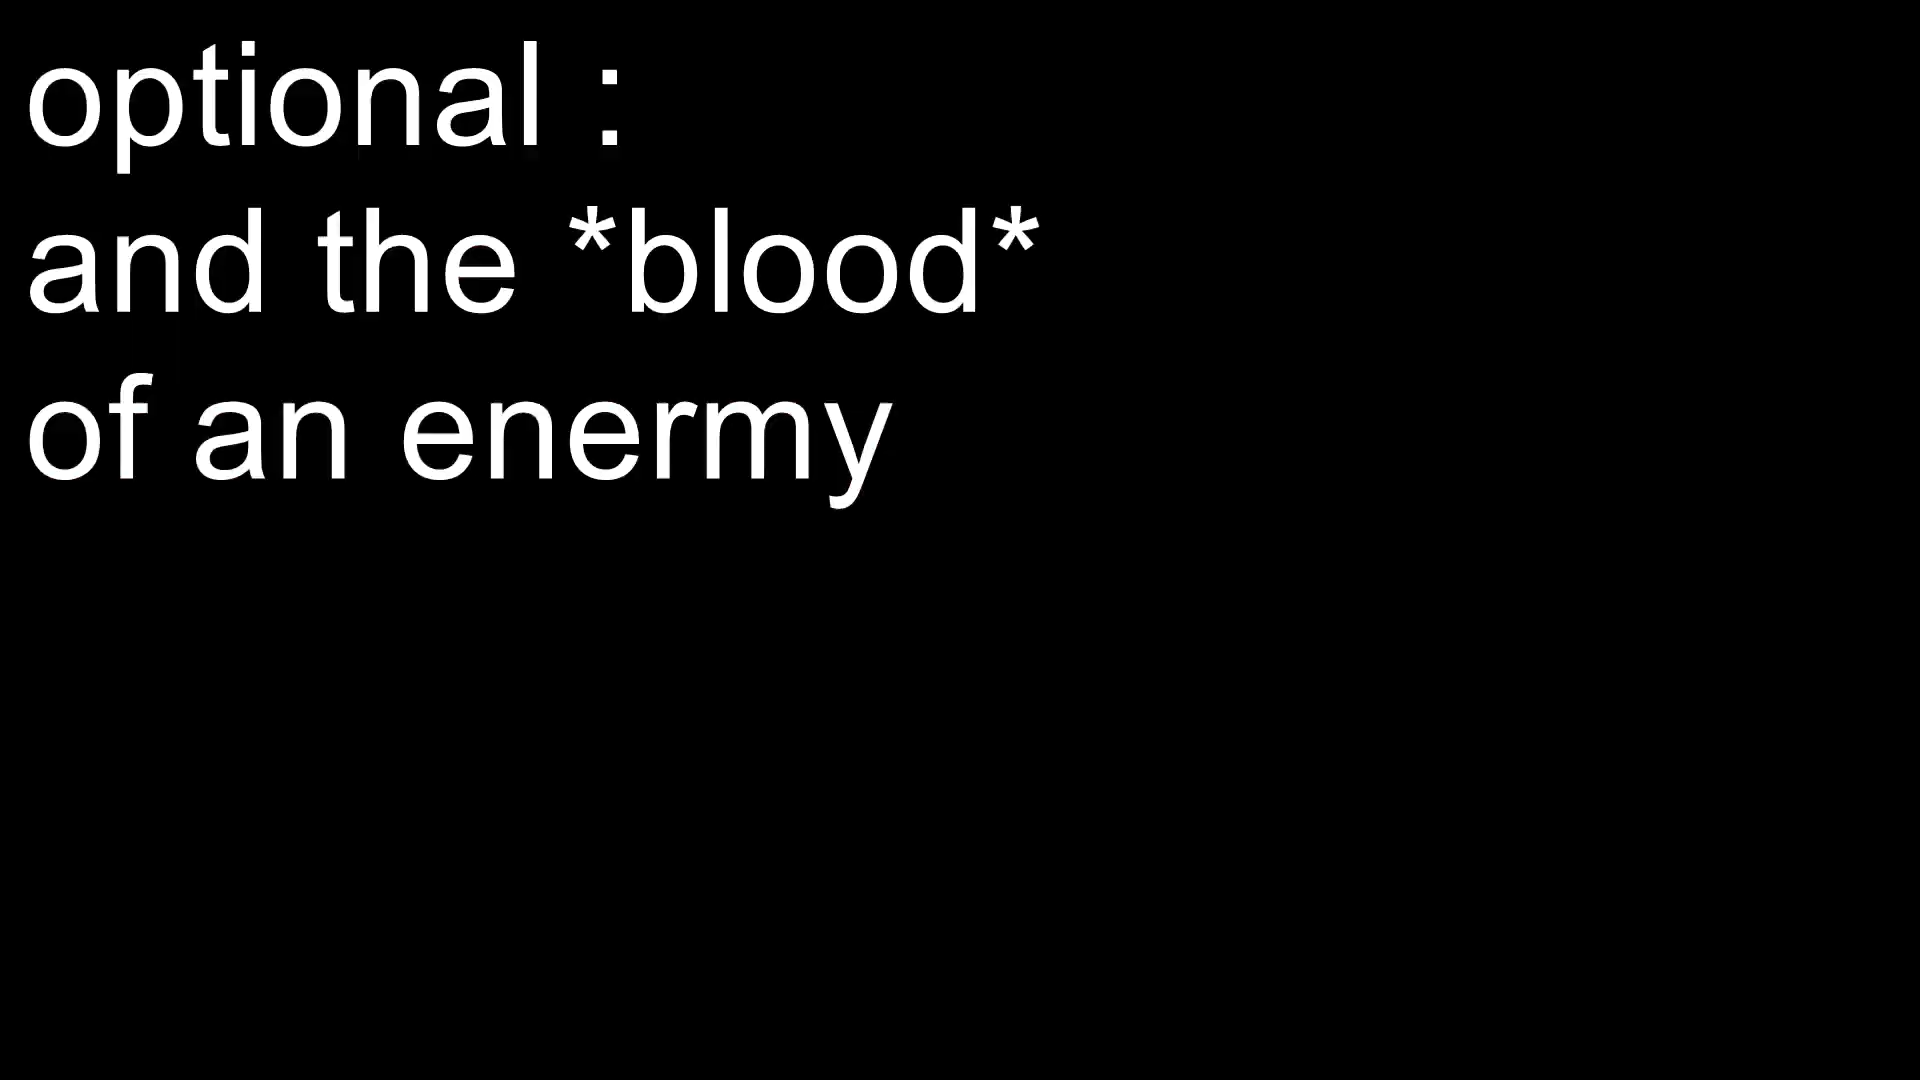 optional :
and the *blood*
of an enermy